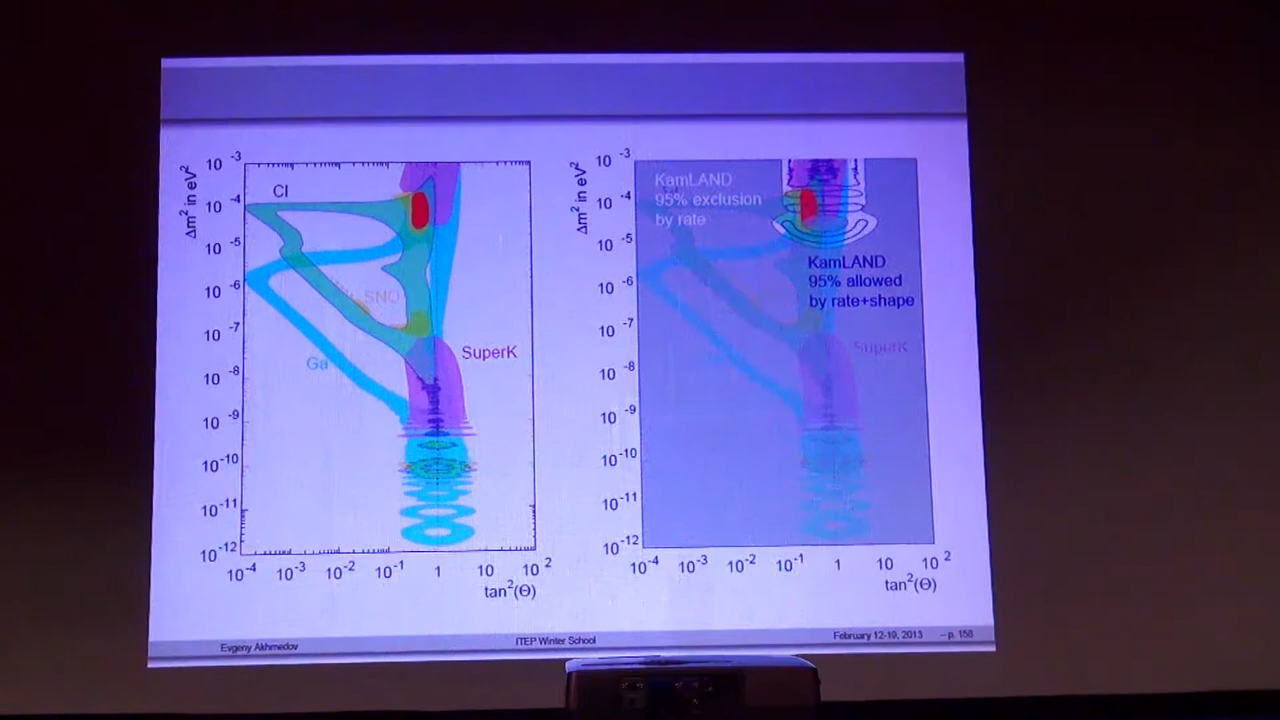 Δm² in eV²
10 -3
10 -4
10 -5
10 -6
10 -7
10 -8
10 -9
10 -10
10 -11
10 -12
Cl
SNO
Ga
SuperK
10 -4 10 -3 10 -2 10 -1 1 10 10 2
tan²(Θ)
Δm² in eV²
10 -3
10 -4
10 -5
10 -6
10 -7
10 -8
10 -9
10 -10
10 -11
10 -12
KamLAND
95% exclusion
by rate
KamLAND
95% allowed
by rate+shape
SuperK
10 -4 10 -3 10 -2 10 -1 1 10 10 2
tan²(Θ)
Evgeny Akhmedov ITEP Winter School February 12-19, 2013 – p. 158